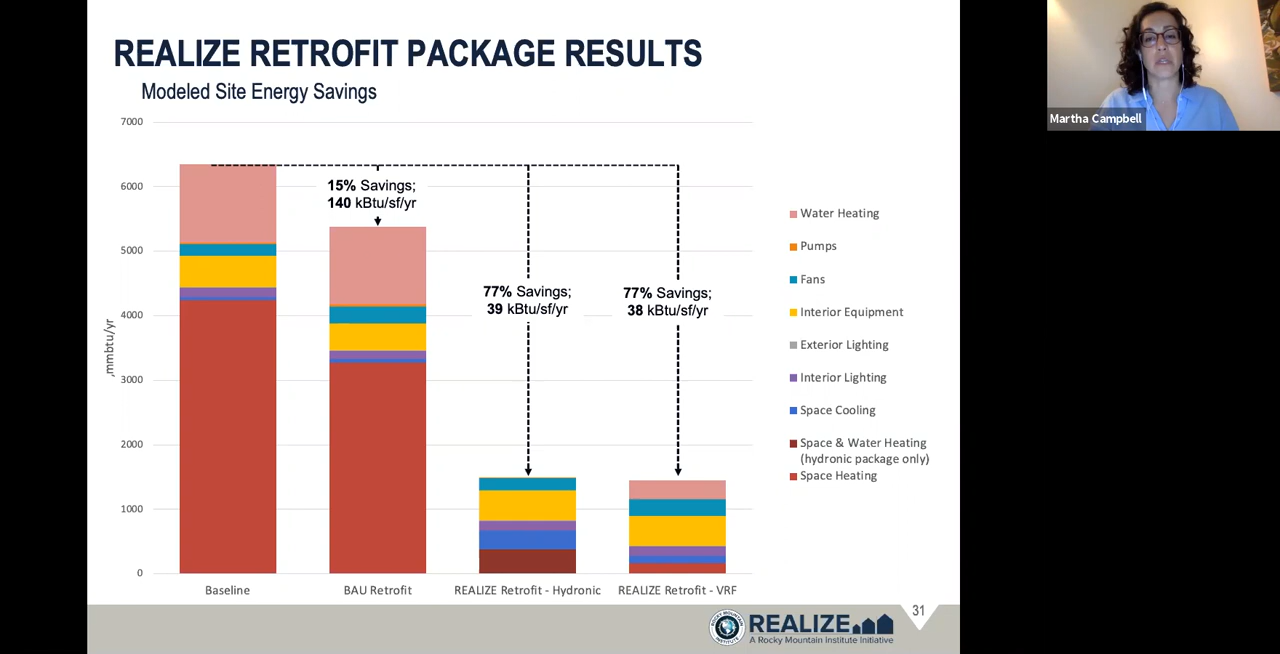 REALIZE RETROFIT PACKAGE RESULTS
Modeled Site Energy Savings
Martha Campbell
7000
6000
5000
4000
3000
2000
1000
0
,mmbtu/yr
15% Savings;
140 kBtu/sf/yr
77% Savings;
39 kBtu/sf/yr
77% Savings;
38 kBtu/sf/yr
Water Heating
Pumps
Fans
Interior Equipment
Exterior Lighting
Interior Lighting
Space Cooling
Space & Water Heating
(hydronic package only)
Space Heating
Baseline
BAU Retrofit
REALIZE Retrofit - Hydronic
REALIZE Retrofit - VRF
31
ROCKY MOUNTAIN
INSTITUTE
REALIZE
A Rocky Mountain Institute Initiative